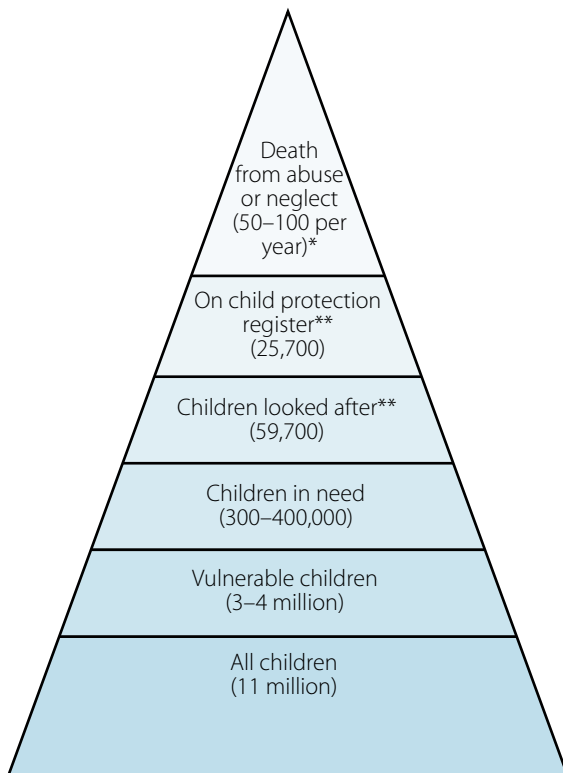 Death
from abuse
or neglect
(50–100 per
year)*
On child protection
register**
(25,700)
Children looked after**
(59,700)
Children in need
(300–400,000)
Vulnerable children
(3–4 million)
All children
(11 million)